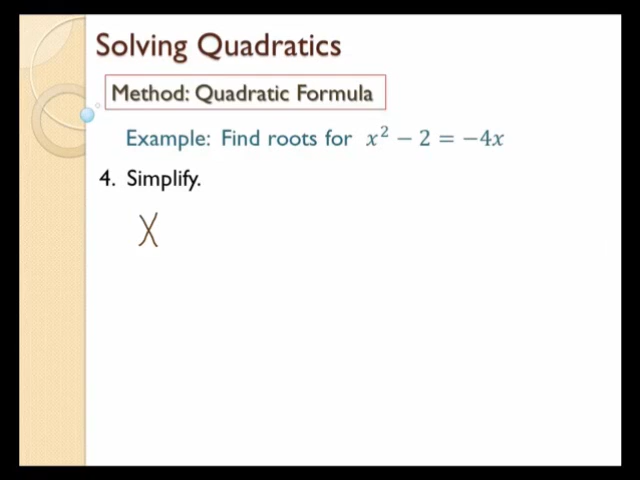 Solving Quadratics
Method: Quadratic Formula
Example: Find roots for x² − 2 = −4x
4. Simplify.
X